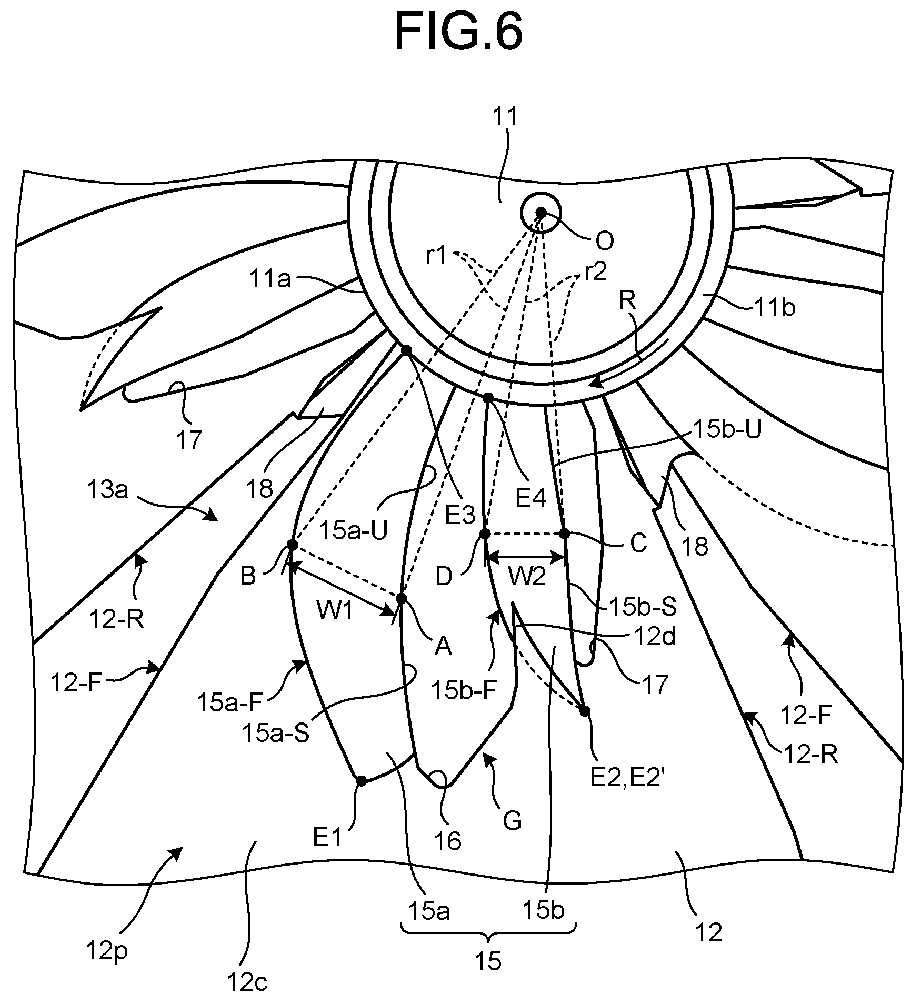 FIG.6
11
O
r1
r2
11a
11b
R
17
18
E3
E4
15b-U
13a
15a-U
18
B
D
C
W1
W2
12-R
A
15b-S
12d
12-F
15a-F
15b-F
17
15a-S
12-F
12-R
E1
16
G
E2,E2'
15a
15b
12
12p
15
12c